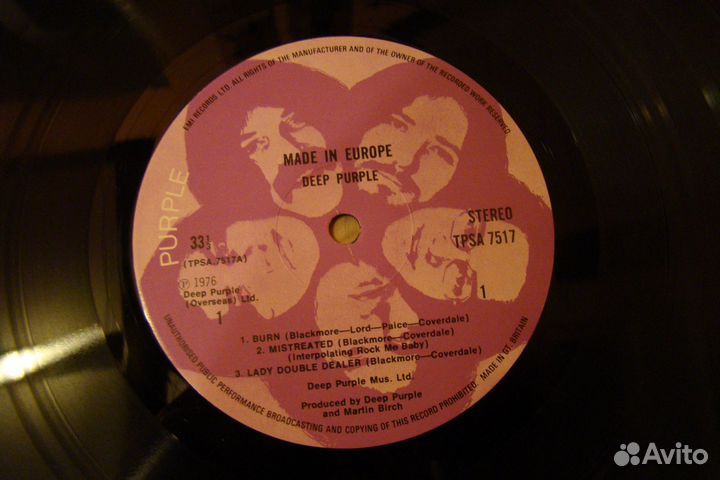 EMI RECORDS LTD. ALL RIGHTS OF THE MANUFACTURER AND OF THE OWNER OF THE RECORDED WORK RESERVED
PURPLE
MADE IN EUROPE
DEEP PURPLE
33⅓
(TPSA.7517A)
STEREO
TPSA 7517
Ⓟ 1976
Deep Purple
(Overseas) Ltd.
1
1
1. BURN (Blackmore—Lord—Paice—Coverdale)
2. MISTREATED (Blackmore—Coverdale)
(Interpolating Rock Me Baby)
3. LADY DOUBLE DEALER (Blackmore—Coverdale)
Deep Purple Mus. Ltd.
Produced by Deep Purple
and Martin Birch
UNAUTHORISED PUBLIC PERFORMANCE BROADCASTING AND COPYING OF THIS RECORD PROHIBITED. MADE IN GT. BRITAIN
Avito